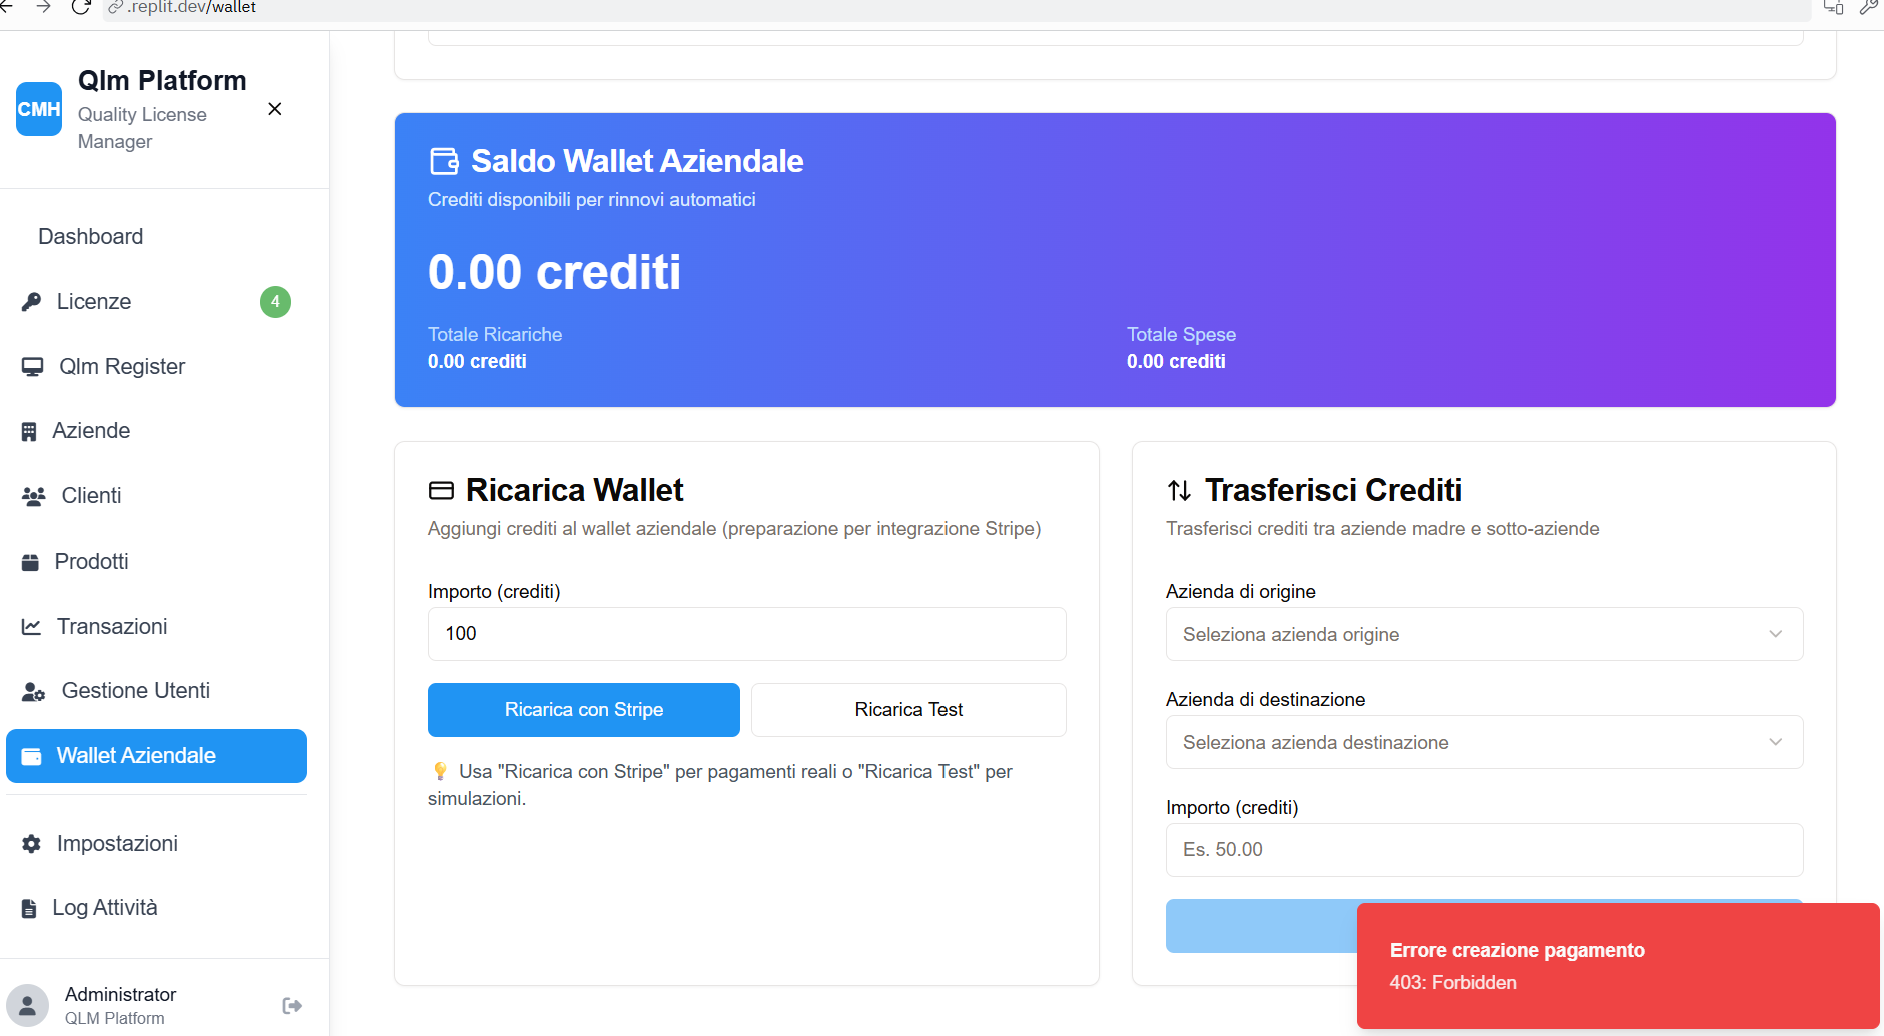 .replit.dev/wallet
CMH
Qlm Platform
Quality License
Manager
Dashboard
Licenze
4
Qlm Register
Aziende
Clienti
Prodotti
Transazioni
Gestione Utenti
Wallet Aziendale
Impostazioni
Log Attività
Administrator
QLM Platform
Saldo Wallet Aziendale
Crediti disponibili per rinnovi automatici
0.00 crediti
Totale Ricariche
0.00 crediti
Totale Spese
0.00 crediti
Ricarica Wallet
Aggiungi crediti al wallet aziendale (preparazione per integrazione Stripe)
Importo (crediti)
100
Ricarica con Stripe
Ricarica Test
💡 Usa "Ricarica con Stripe" per pagamenti reali o "Ricarica Test" per
simulazioni.
Trasferisci Crediti
Trasferisci crediti tra aziende madre e sotto-aziende
Azienda di origine
Seleziona azienda origine
Azienda di destinazione
Seleziona azienda destinazione
Importo (crediti)
Es. 50.00
Errore creazione pagamento
403: Forbidden